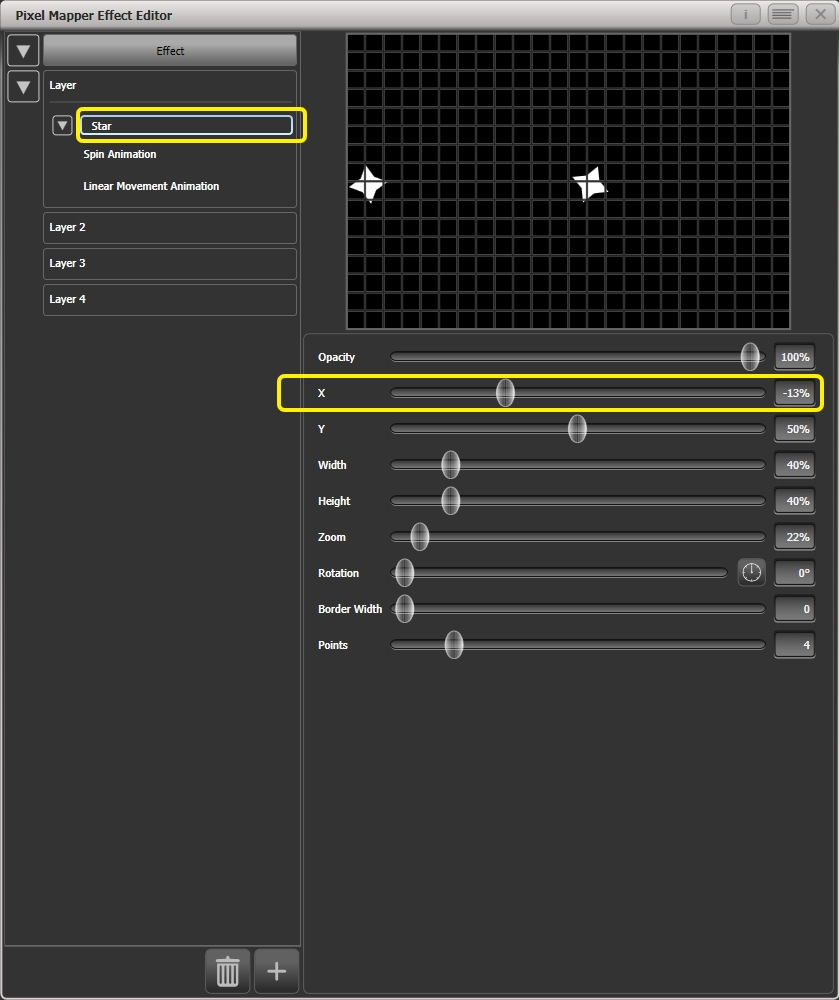 Pixel Mapper Effect Editor
i
Effect
Layer
Star
Spin Animation
Linear Movement Animation
Layer 2
Layer 3
Layer 4
Opacity 100%
X -13%
Y 50%
Width 40%
Height 40%
Zoom 22%
Rotation 0°
Border Width 0
Points 4